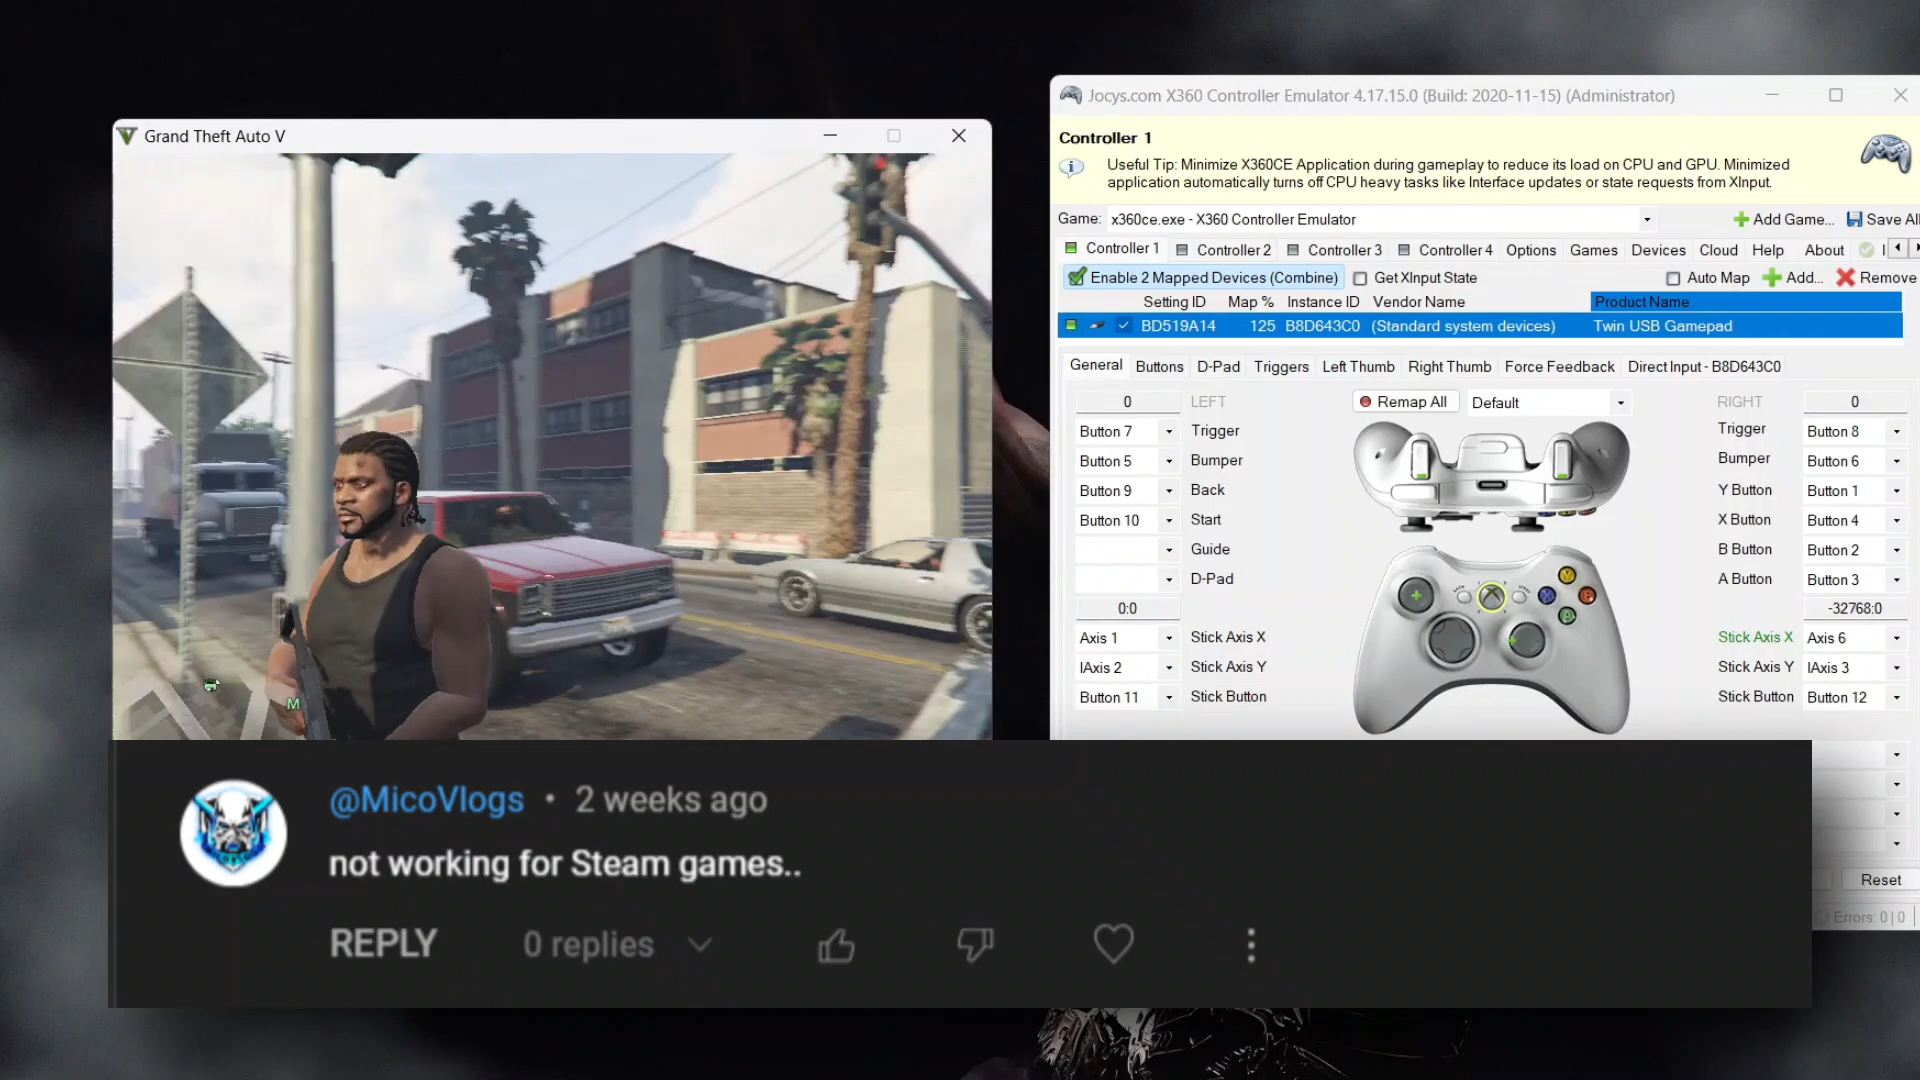 Grand Theft Auto V
M
Jocys.com X360 Controller Emulator 4.17.15.0 (Build: 2020-11-15) (Administrator)
Controller 1
Useful Tip: Minimize X360CE Application during gameplay to reduce its load on CPU and GPU. Minimized
application automatically turns off CPU heavy tasks like Interface updates or state requests from XInput.
Game: x360ce.exe - X360 Controller Emulator Add Game... Save All
Controller 1 Controller 2 Controller 3 Controller 4 Options Games Devices Cloud Help About
Enable 2 Mapped Devices (Combine) Get XInput State Auto Map Add... Remove
Setting ID Map % Instance ID Vendor Name Product Name
BD519A14 125 B8D643C0 (Standard system devices) Twin USB Gamepad
General Buttons D-Pad Triggers Left Thumb Right Thumb Force Feedback Direct Input - B8D643C0
0 LEFT Remap All Default RIGHT 0
Button 7 Trigger Trigger Button 8
Button 5 Bumper Bumper Button 6
Button 9 Back Y Button Button 1
Button 10 Start X Button Button 4
Guide B Button Button 2
D-Pad A Button Button 3
0:0 -32768:0
Axis 1 Stick Axis X Stick Axis X Axis 6
IAxis 2 Stick Axis Y Stick Axis Y IAxis 3
Button 11 Stick Button Stick Button Button 12
Reset
Errors: 0 | 0
@MicoVlogs • 2 weeks ago
not working for Steam games..
REPLY 0 replies